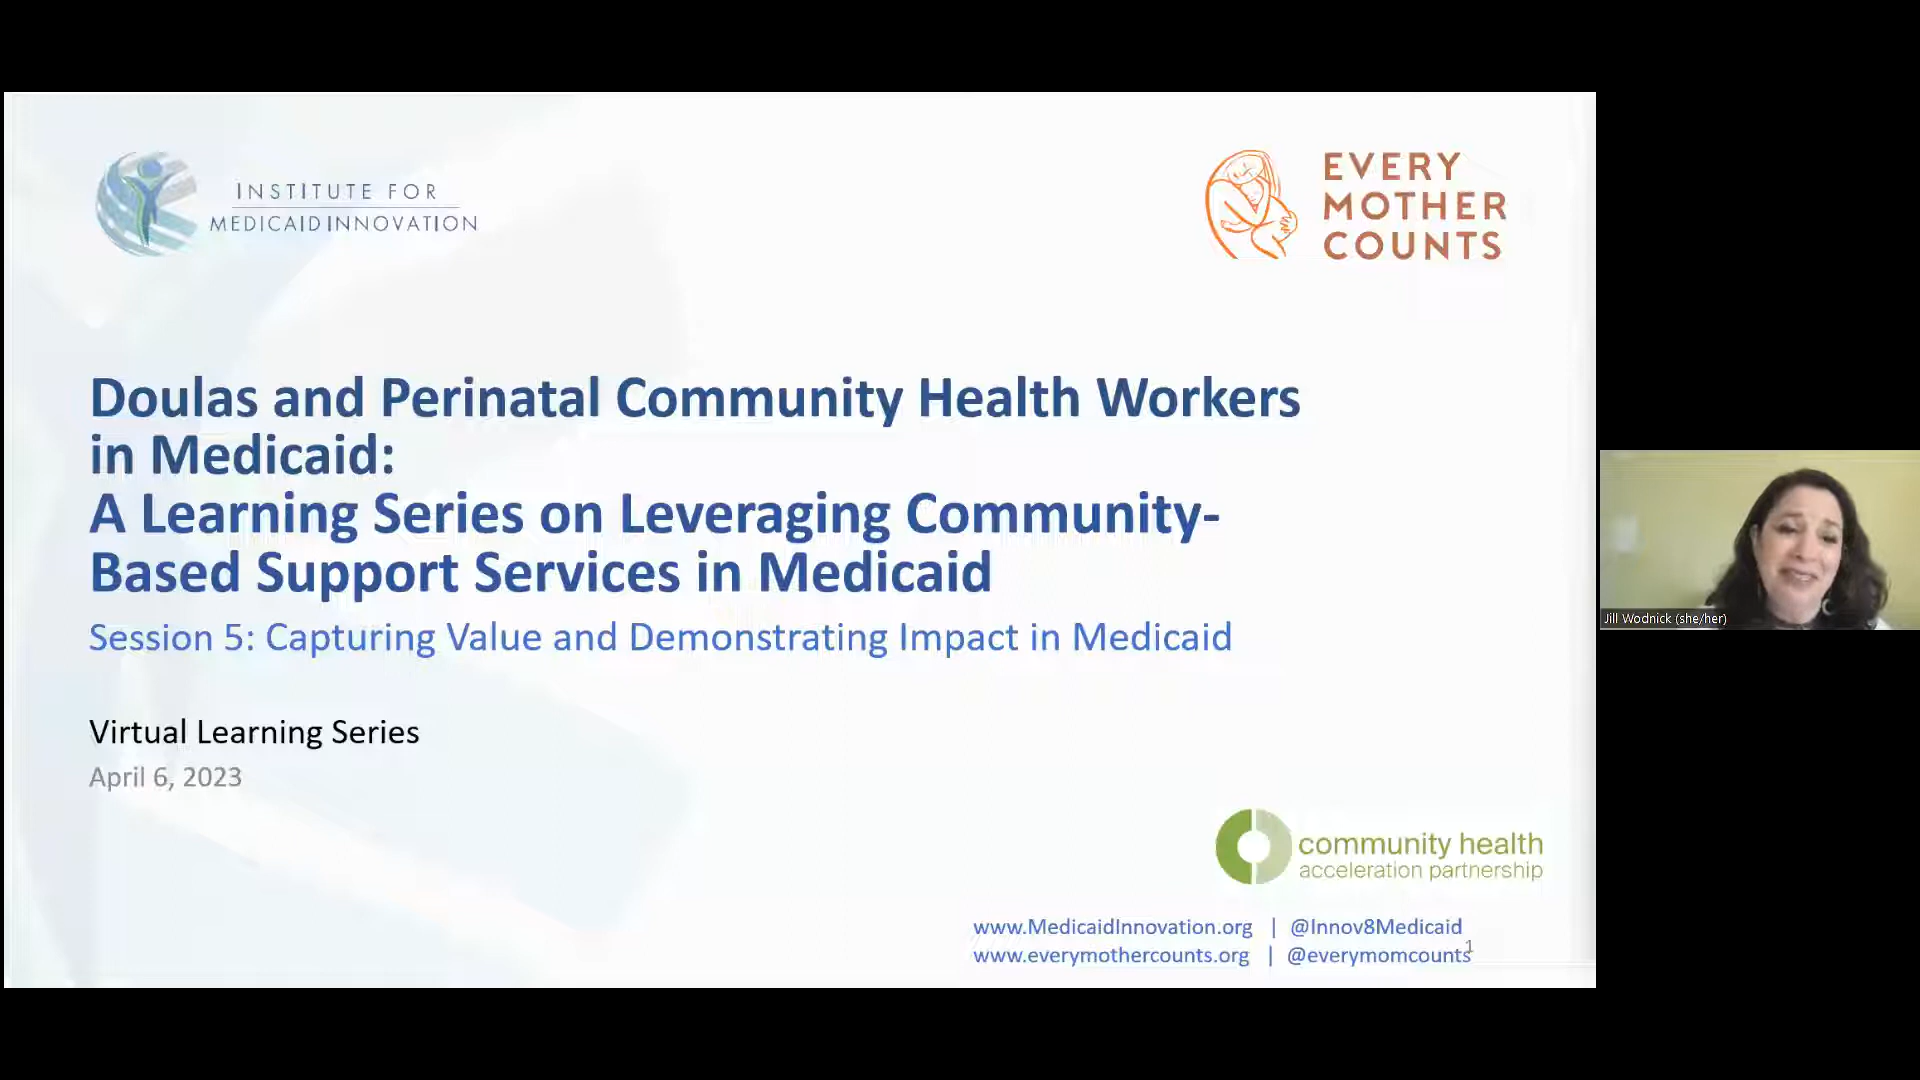 INSTITUTE FOR
MEDICAID INNOVATION
EVERY
MOTHER
COUNTS
Doulas and Perinatal Community Health Workers
in Medicaid:
A Learning Series on Leveraging Community-
Based Support Services in Medicaid
Session 5: Capturing Value and Demonstrating Impact in Medicaid
Virtual Learning Series
April 6, 2023
community health
acceleration partnership
www.MedicaidInnovation.org | @Innov8Medicaid
www.everymothercounts.org | @everymomcounts
1
Jill Wodnick (she/her)